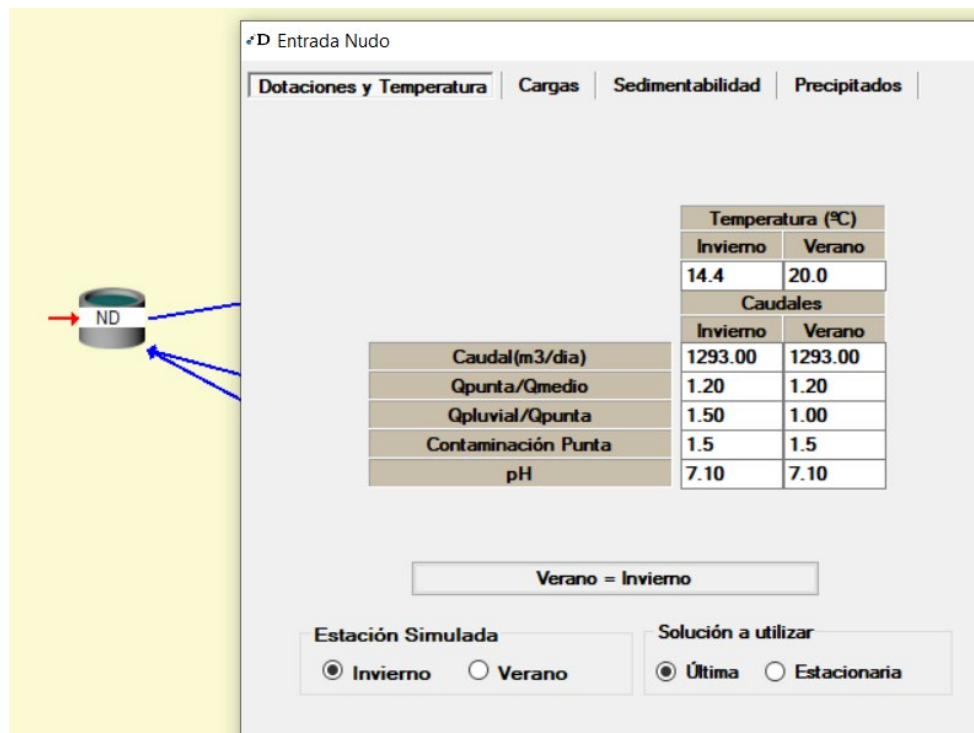 D Entrada Nudo
Dotaciones y Temperatura Cargas Sedimentabilidad Precipitados
Temperatura (ºC)
Invierno Verano
14.4 20.0
Caudales
Invierno Verano
ND
Caudal(m3/dia) 1293.00 1293.00
Qpunta/Qmedio 1.20 1.20
Qpluvial/Qpunta 1.50 1.00
Contaminación Punta 1.5 1.5
pH 7.10 7.10
Verano = Invierno
Estación Simulada Solución a utilizar
Invierno Verano Última Estacionaria